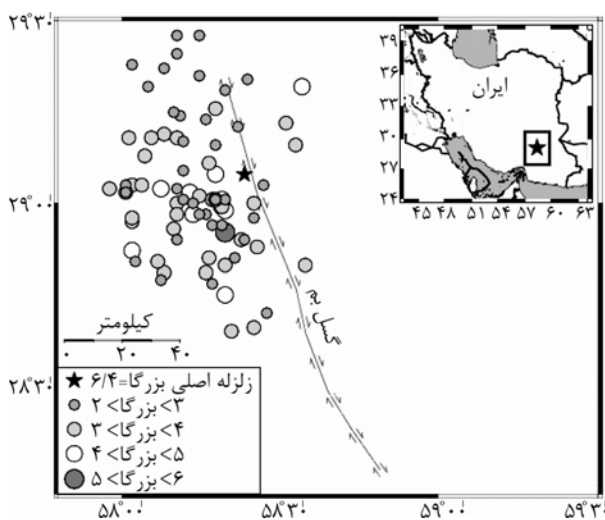 ۲۹°۳۰'
۲۹°۰۰'
۲۸°۳۰'
ایران
۳۹
۳۶
۳۳
۳۰
۲۷
۲۴
۴۵ ۴۸ ۵۱ ۵۴ ۵۷ ۶۰ ۶۳
گسل بم
کیلومتر
۰ ۲۰ ۴۰
زلزله اصلی بزرگا=۶/۴
۲ <بزرگا< ۳
۳ <بزرگا< ۴
۴ <بزرگا< ۵
۵ <بزرگا< ۶
۵۸°۰۰' ۵۸°۳۰' ۵۹°۰۰' ۵۹°۳۰'